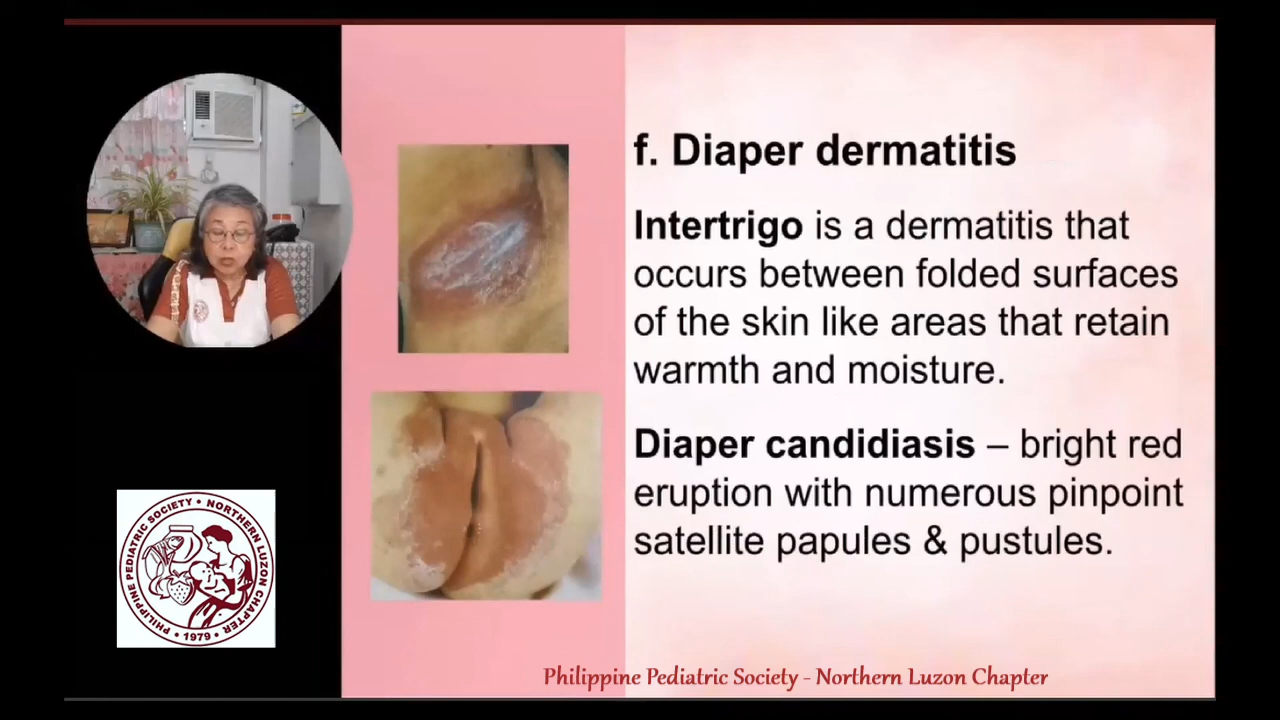 f. Diaper dermatitis
Intertrigo is a dermatitis that
occurs between folded surfaces
of the skin like areas that retain
warmth and moisture.
Diaper candidiasis – bright red
eruption with numerous pinpoint
satellite papules & pustules.
PHILIPPINE PEDIATRIC SOCIETY • NORTHERN LUZON CHAPTER
• 1979 •
Philippine Pediatric Society - Northern Luzon Chapter